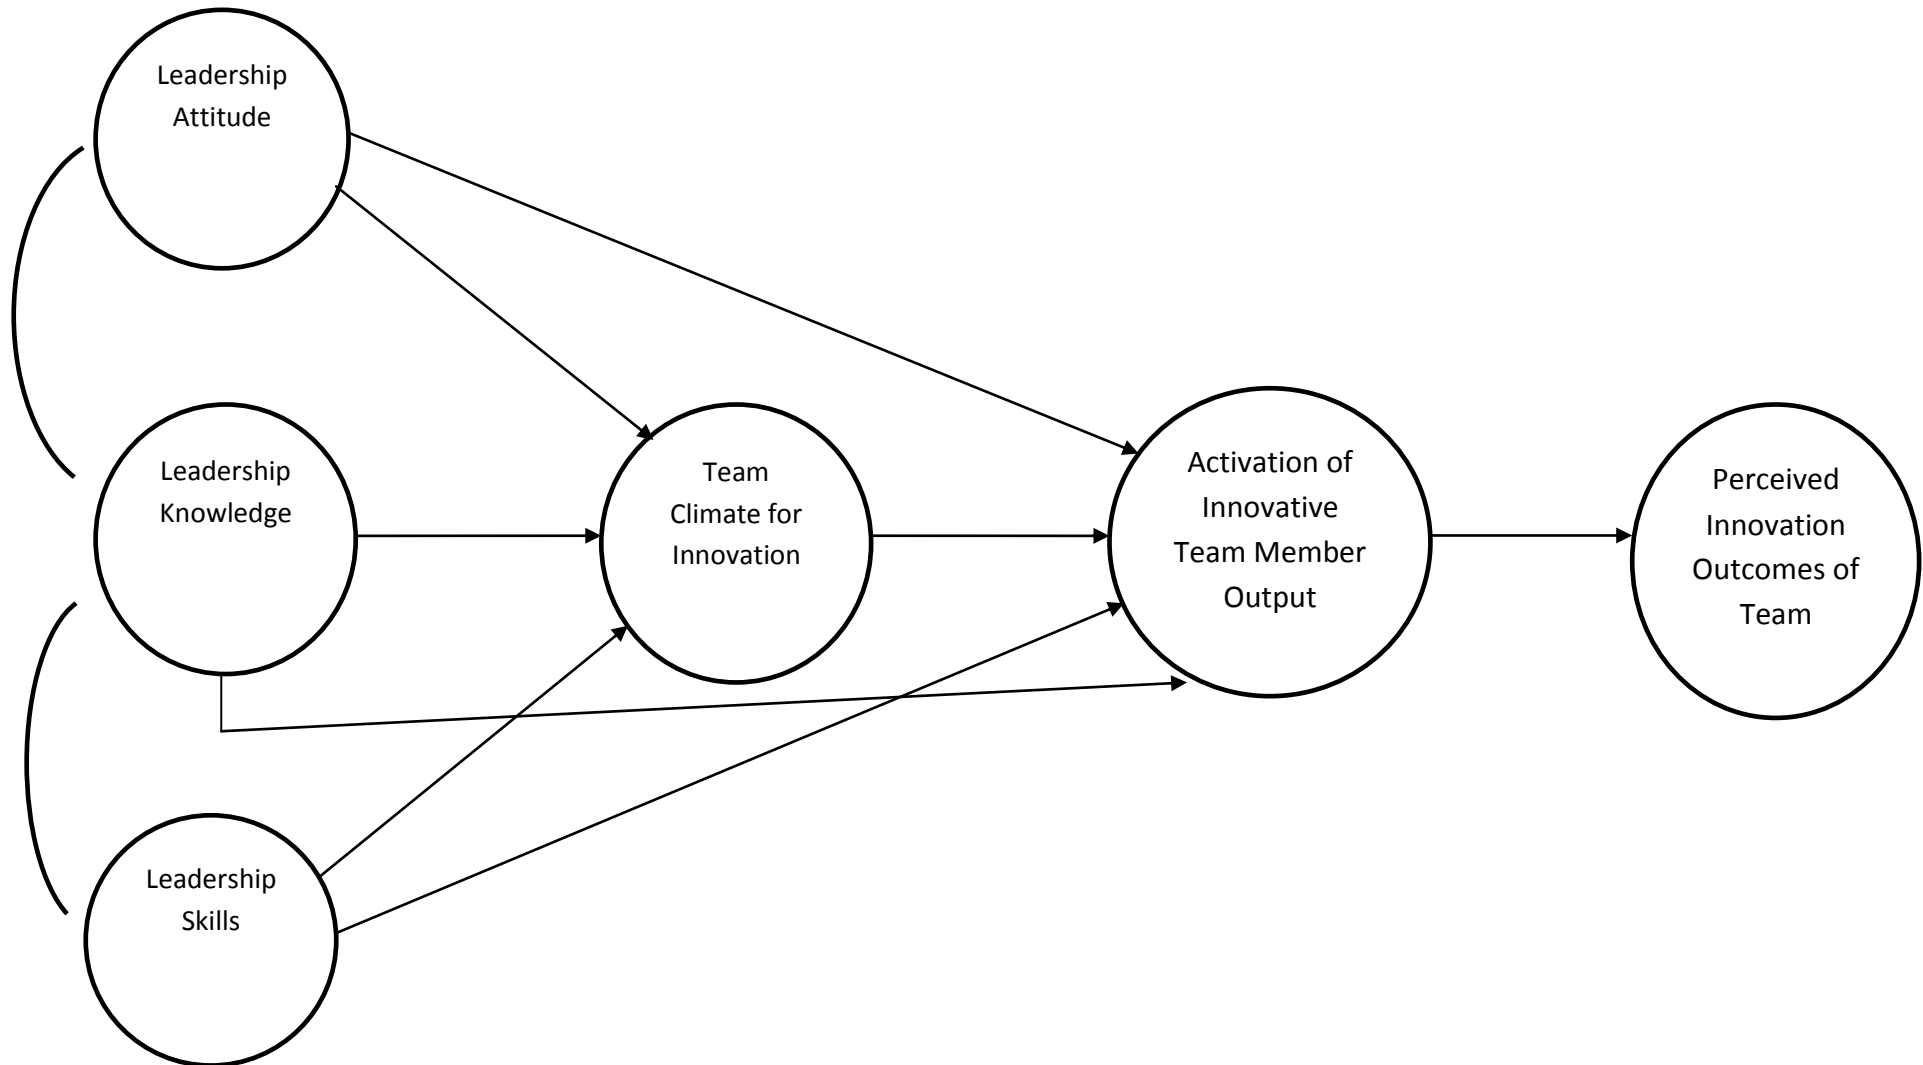 Leadership
Attitude
Leadership
Knowledge
Team
Climate for
Innovation
Activation of
Innovative
Team Member
Output
Perceived
Innovation
Outcomes of
Team
Leadership
Skills